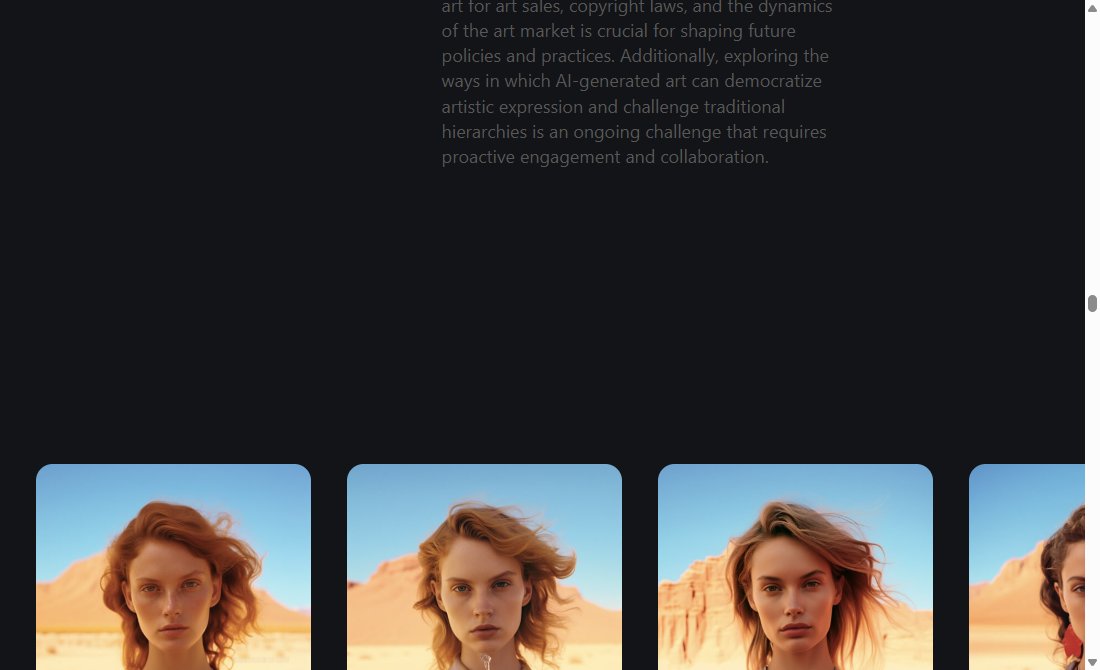 art for art sales, copyright laws, and the dynamics
of the art market is crucial for shaping future
policies and practices. Additionally, exploring the
ways in which AI-generated art can democratize
artistic expression and challenge traditional
hierarchies is an ongoing challenge that requires
proactive engagement and collaboration.